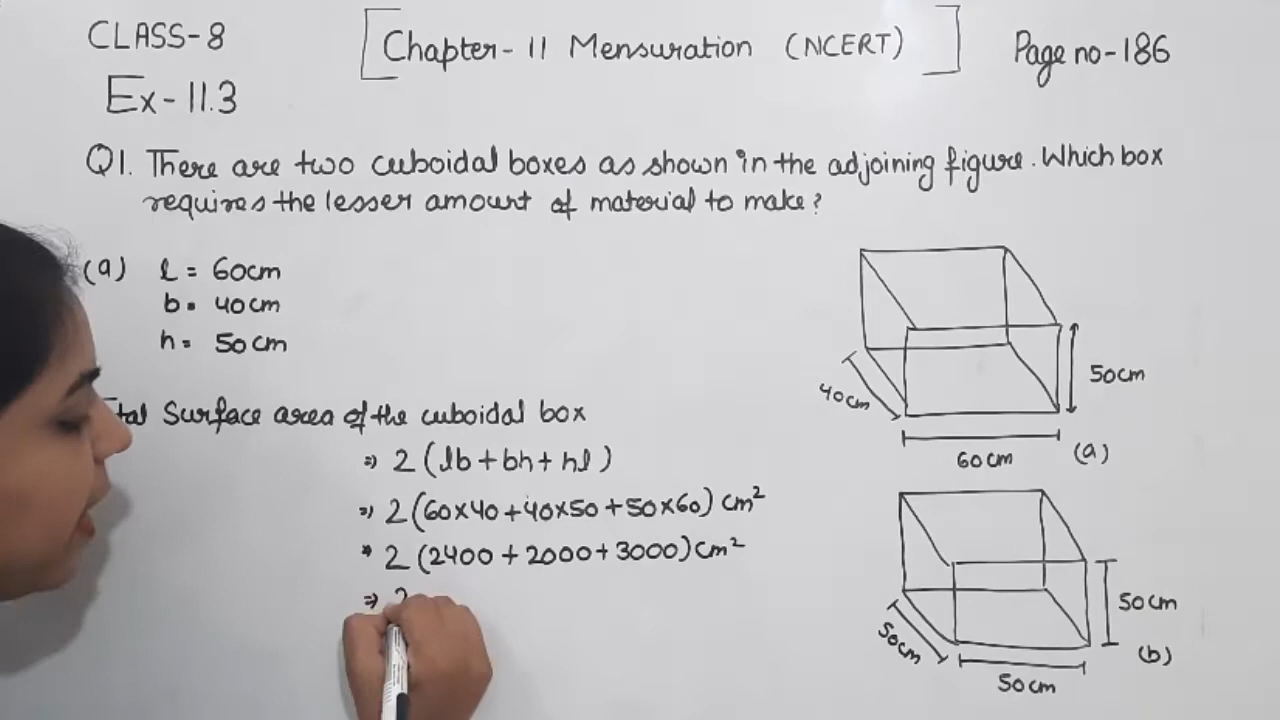 CLASS-8
[Chapter-11 Mensuration (NCERT)]
Page no-186
Ex-11.3
Q1. There are two cuboidal boxes as shown in the adjoining figure. Which box
requires the lesser amount of material to make?
(a) l = 60cm
b = 40cm
h = 50cm
Surface area of the cuboidal box
⇒ 2(lb+bh+hl)
⇒ 2(60×40+40×50+50×60)cm²
⇒ 2(2400+2000+3000)cm²
⇒ 2
40cm
50cm
60cm
(a)
50cm
50cm
50cm
(b)